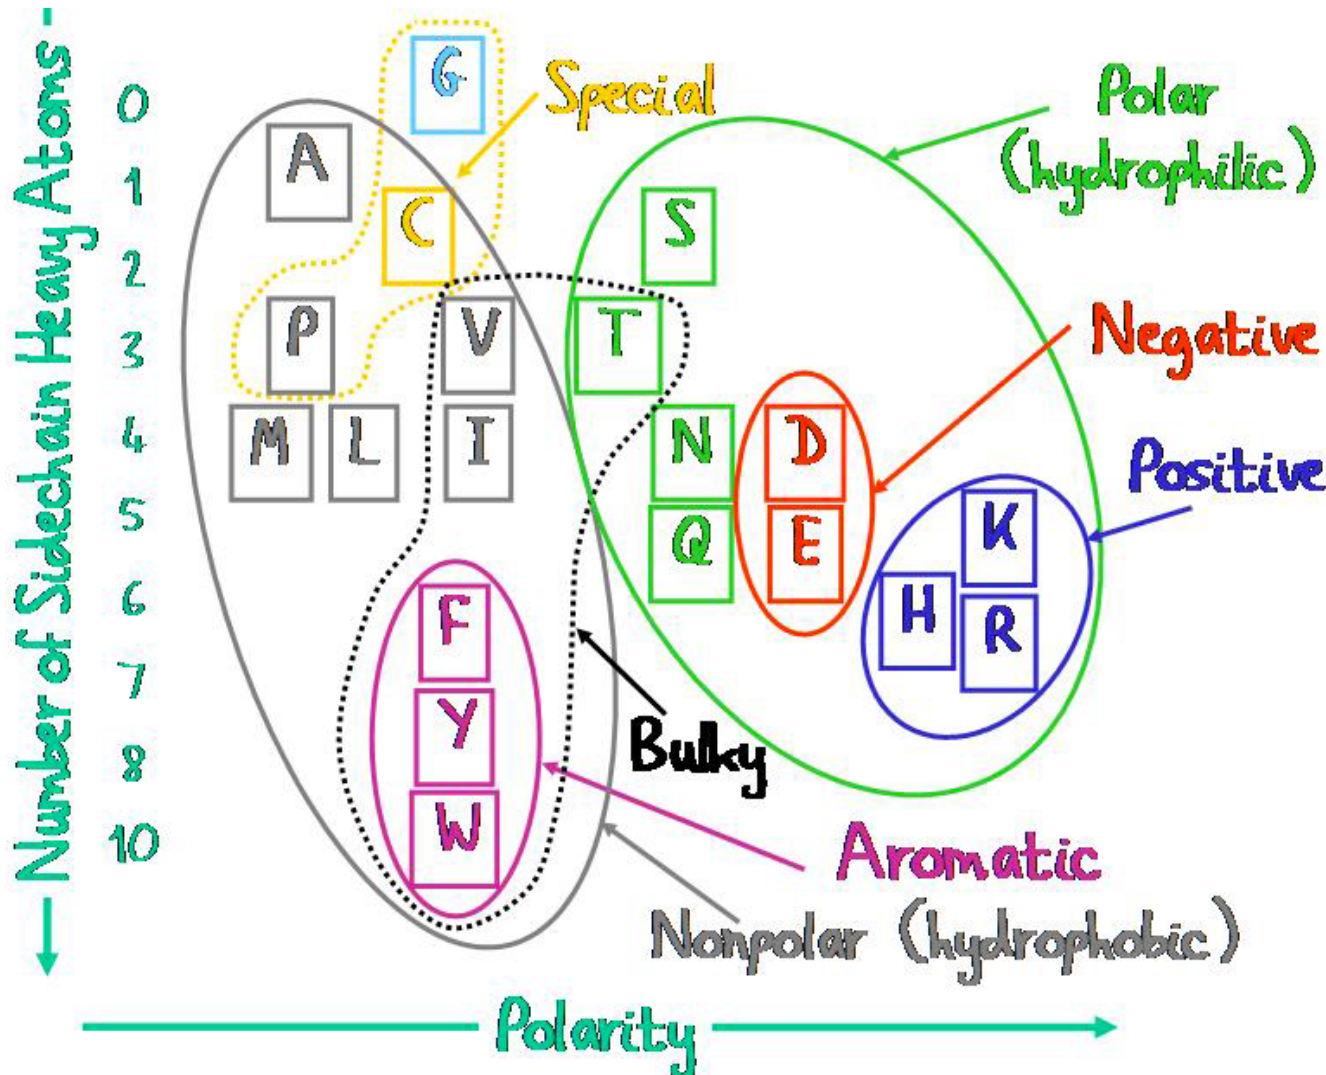 Number of Sidechain Heavy Atoms
0
1
2
3
4
5
6
7
8
10
G
A
C
P
V
M
L
I
F
Y
W
S
T
N
D
Q
E
K
H
R
Special
Polar
(hydrophilic)
Negative
Positive
Bulky
Aromatic
Nonpolar (hydrophobic)
Polarity